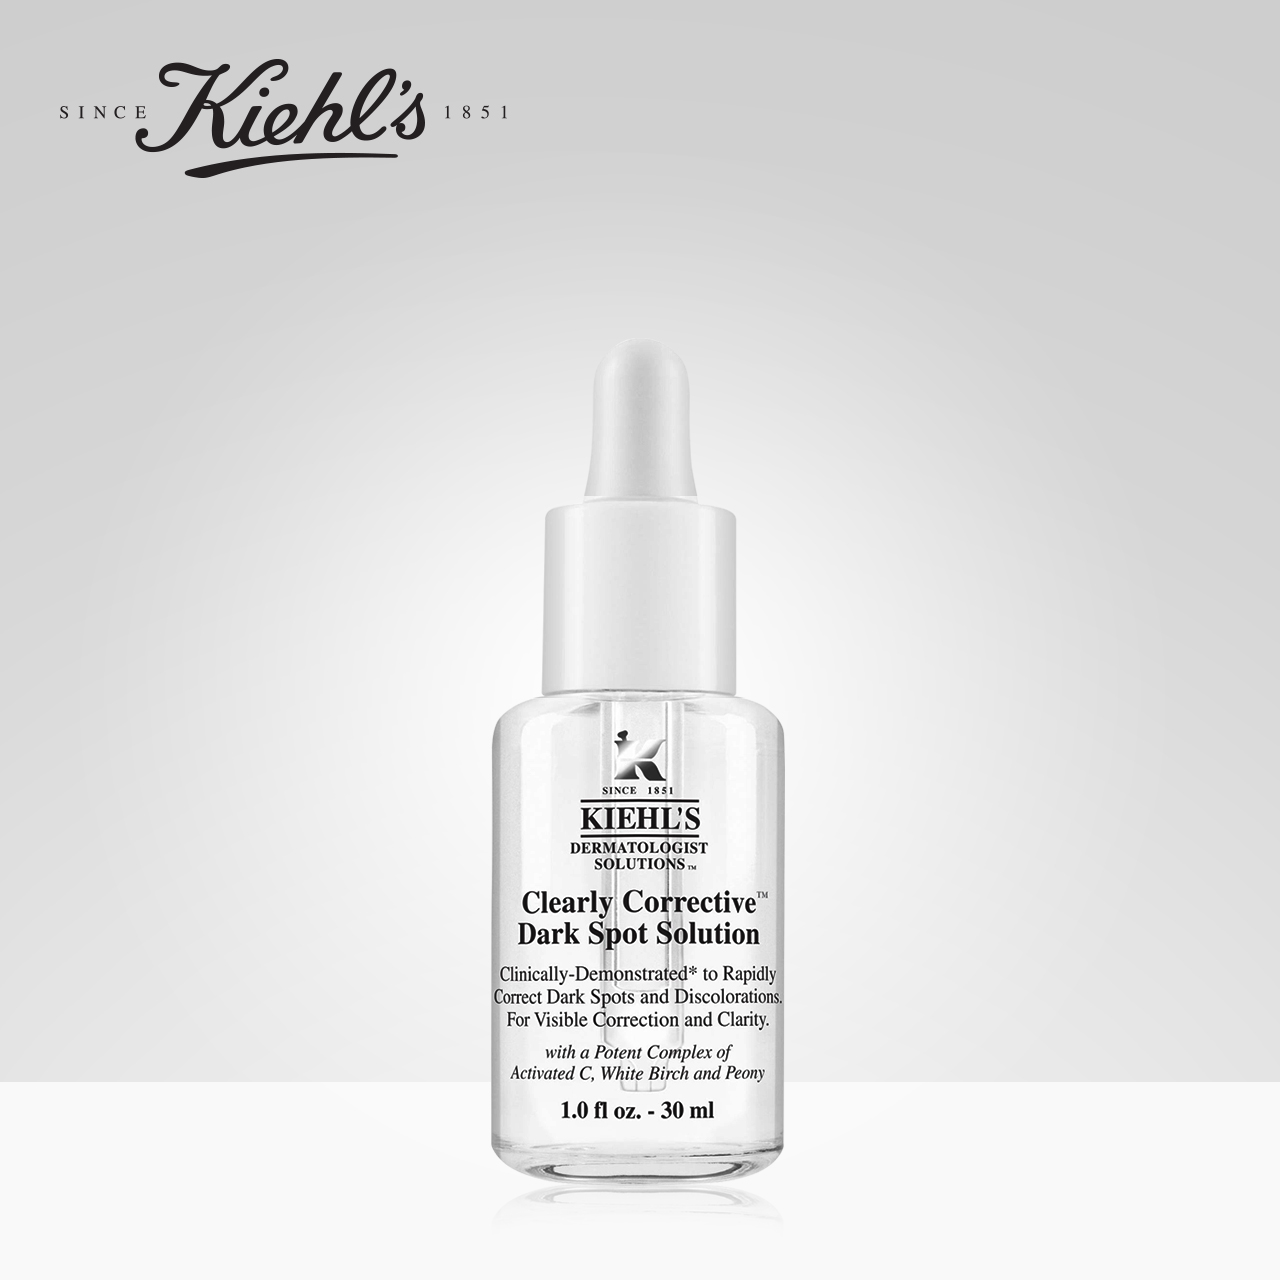 SINCE Kiehl's 1851
K
SINCE 1851
KIEHL'S
DERMATOLOGIST
SOLUTIONS™
Clearly Corrective™
Dark Spot Solution
Clinically-Demonstrated* to Rapidly
Correct Dark Spots and Discolorations.
For Visible Correction and Clarity.
with a Potent Complex of
Activated C, White Birch and Peony
1.0 fl oz. - 30 ml